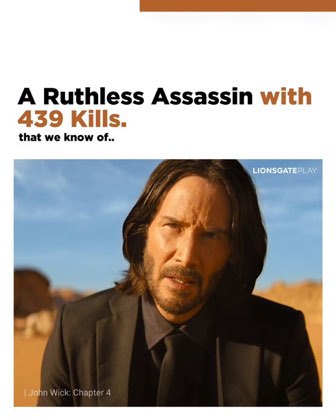 A Ruthless Assassin with
439 Kills.
that we know of..
LIONSGATEPLAY
| John Wick: Chapter 4